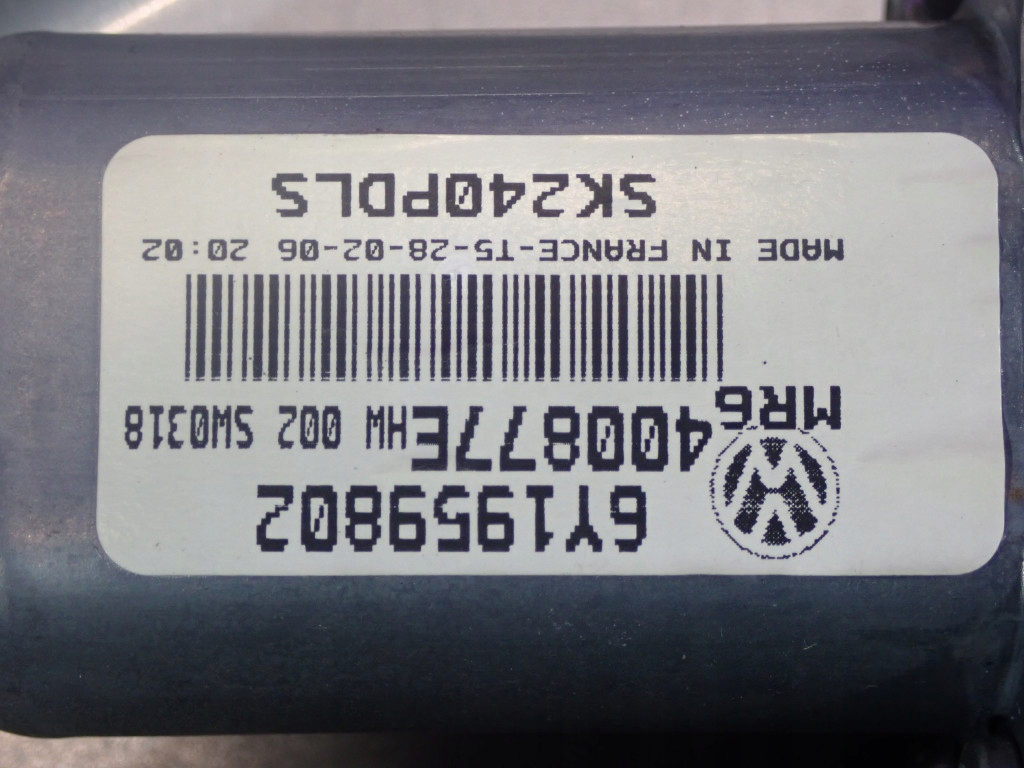 6Y1959802
400877E HW 002 SW0318
MR6
MADE IN FRANCE-T5-28-02-06 20:02
SK240PDLS